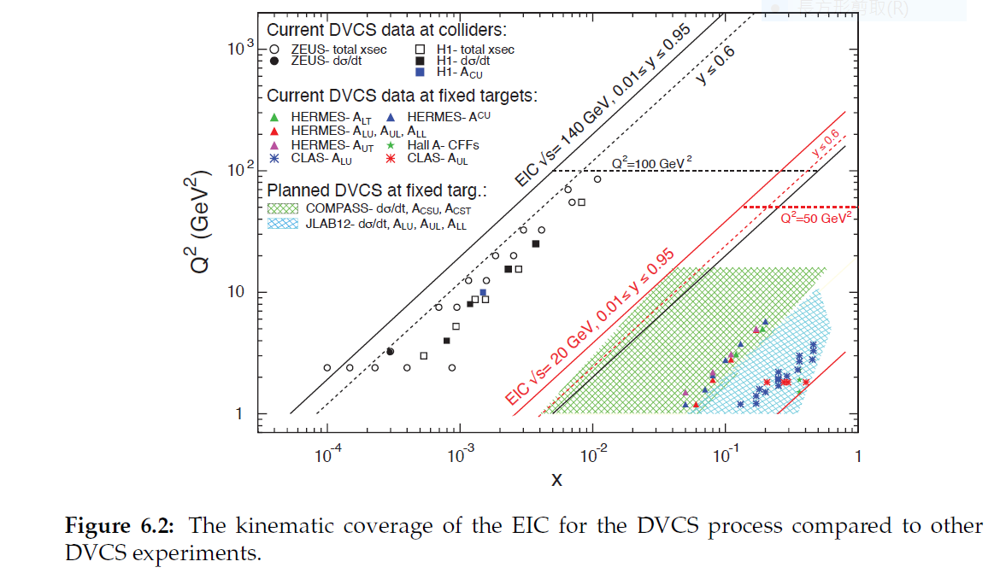 長方形剪取(R)
Current DVCS data at colliders:
ZEUS- total xsec
H1- total xsec
ZEUS- dσ/dt
H1- dσ/dt
H1- A_CU
Current DVCS data at fixed targets:
HERMES- A_LT
HERMES- A^CU
HERMES- A_LU, A_UL, A_LL
HERMES- A_UT
Hall A- CFFs
CLAS- A_LU
CLAS- A_UL
Planned DVCS at fixed targ.:
COMPASS- dσ/dt, A_CSU, A_CST
JLAB12- dσ/dt, A_LU, A_UL, A_LL
EIC √s= 140 GeV, 0.01≤ y ≤ 0.95
y ≤ 0.6
Q²=100 GeV²
y ≤ 0.6
Q²=50 GeV²
EIC √s= 20 GeV, 0.01≤ y ≤ 0.95
Q² (GeV²)
10³
10²
10
1
10⁻⁴
10⁻³
10⁻²
10⁻¹
1
x
Figure 6.2: The kinematic coverage of the EIC for the DVCS process compared to other
DVCS experiments.